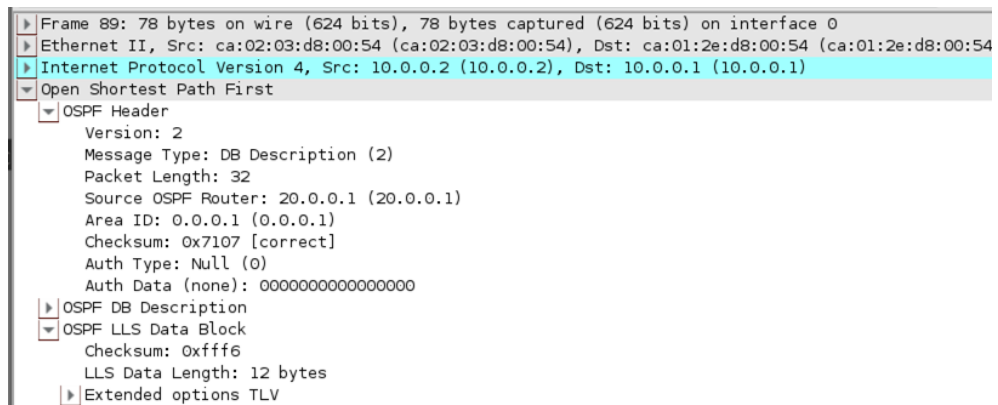 Frame 89: 78 bytes on wire (624 bits), 78 bytes captured (624 bits) on interface 0
Ethernet II, Src: ca:02:03:d8:00:54 (ca:02:03:d8:00:54), Dst: ca:01:2e:d8:00:54 (ca:01:2e:d8:00:54
Internet Protocol Version 4, Src: 10.0.0.2 (10.0.0.2), Dst: 10.0.0.1 (10.0.0.1)
Open Shortest Path First
OSPF Header
Version: 2
Message Type: DB Description (2)
Packet Length: 32
Source OSPF Router: 20.0.0.1 (20.0.0.1)
Area ID: 0.0.0.1 (0.0.0.1)
Checksum: 0x7107 [correct]
Auth Type: Null (0)
Auth Data (none): 0000000000000000
OSPF DB Description
OSPF LLS Data Block
Checksum: 0xfff6
LLS Data Length: 12 bytes
Extended options TLV